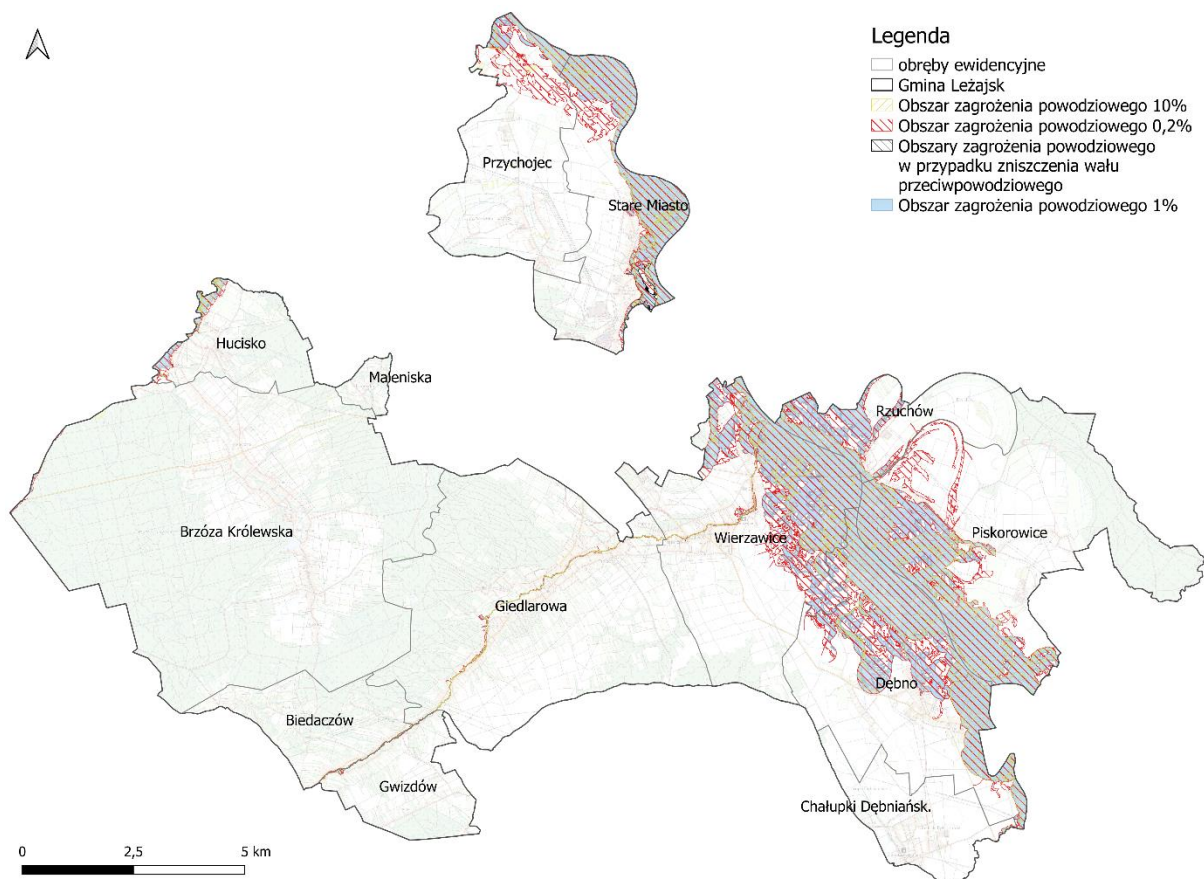 Legenda
obręby ewidencyjne
Gmina Leżajsk
Obszar zagrożenia powodziowego 10%
Obszar zagrożenia powodziowego 0,2%
Obszary zagrożenia powodziowego
w przypadku zniszczenia wału
przeciwpowodziowego
Obszar zagrożenia powodziowego 1%
Przychojec
Stare Miasto
Hucisko
Maleniska
Rzuchów
Brzóza Królewska
Wierzawice
Piskorowice
Giedlarowa
Dębno
Biedaczów
Gwizdów
Chałupki Dębniańsk.
0 2,5 5 km